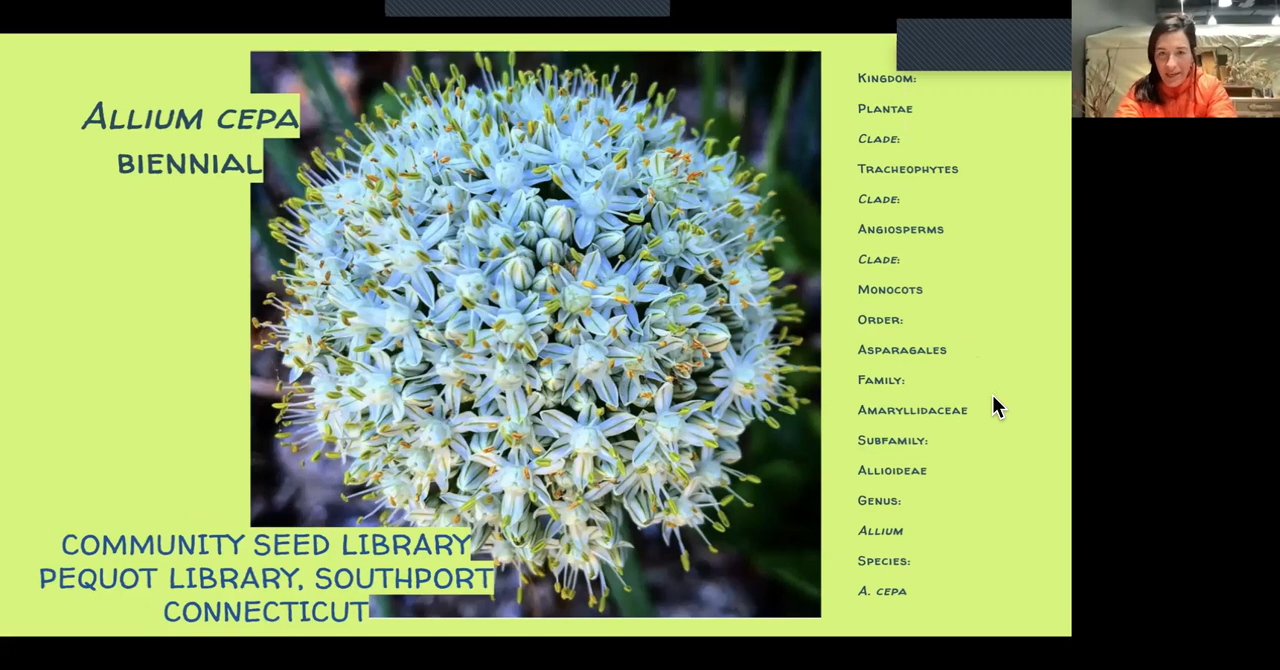 Allium cepa
biennial
COMMUNITY SEED LIBRARY
PEQUOT LIBRARY, SOUTHPORT
CONNECTICUT
Kingdom:
Plantae
Clade:
Tracheophytes
Clade:
Angiosperms
Clade:
Monocots
Order:
Asparagales
Family:
Amaryllidaceae
Subfamily:
Allioideae
Genus:
Allium
Species:
A. cepa